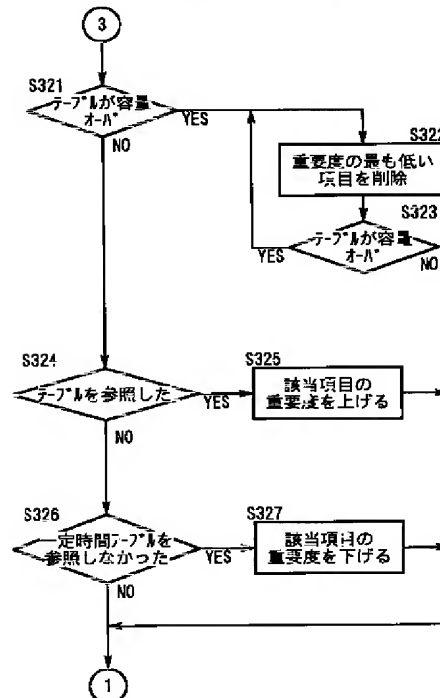 3
S321
テーブルが容量
オーバ
YES
NO
S322
重要度の最も低い
項目を削除
S323
テーブルが容量
オーバ
YES
NO
S324
テーブルを参照した
YES
NO
S325
該当項目の
重要度を上げる
S326
定時間テーブルを
参照しなかった
YES
NO
S327
該当項目の
重要度を下げる
1